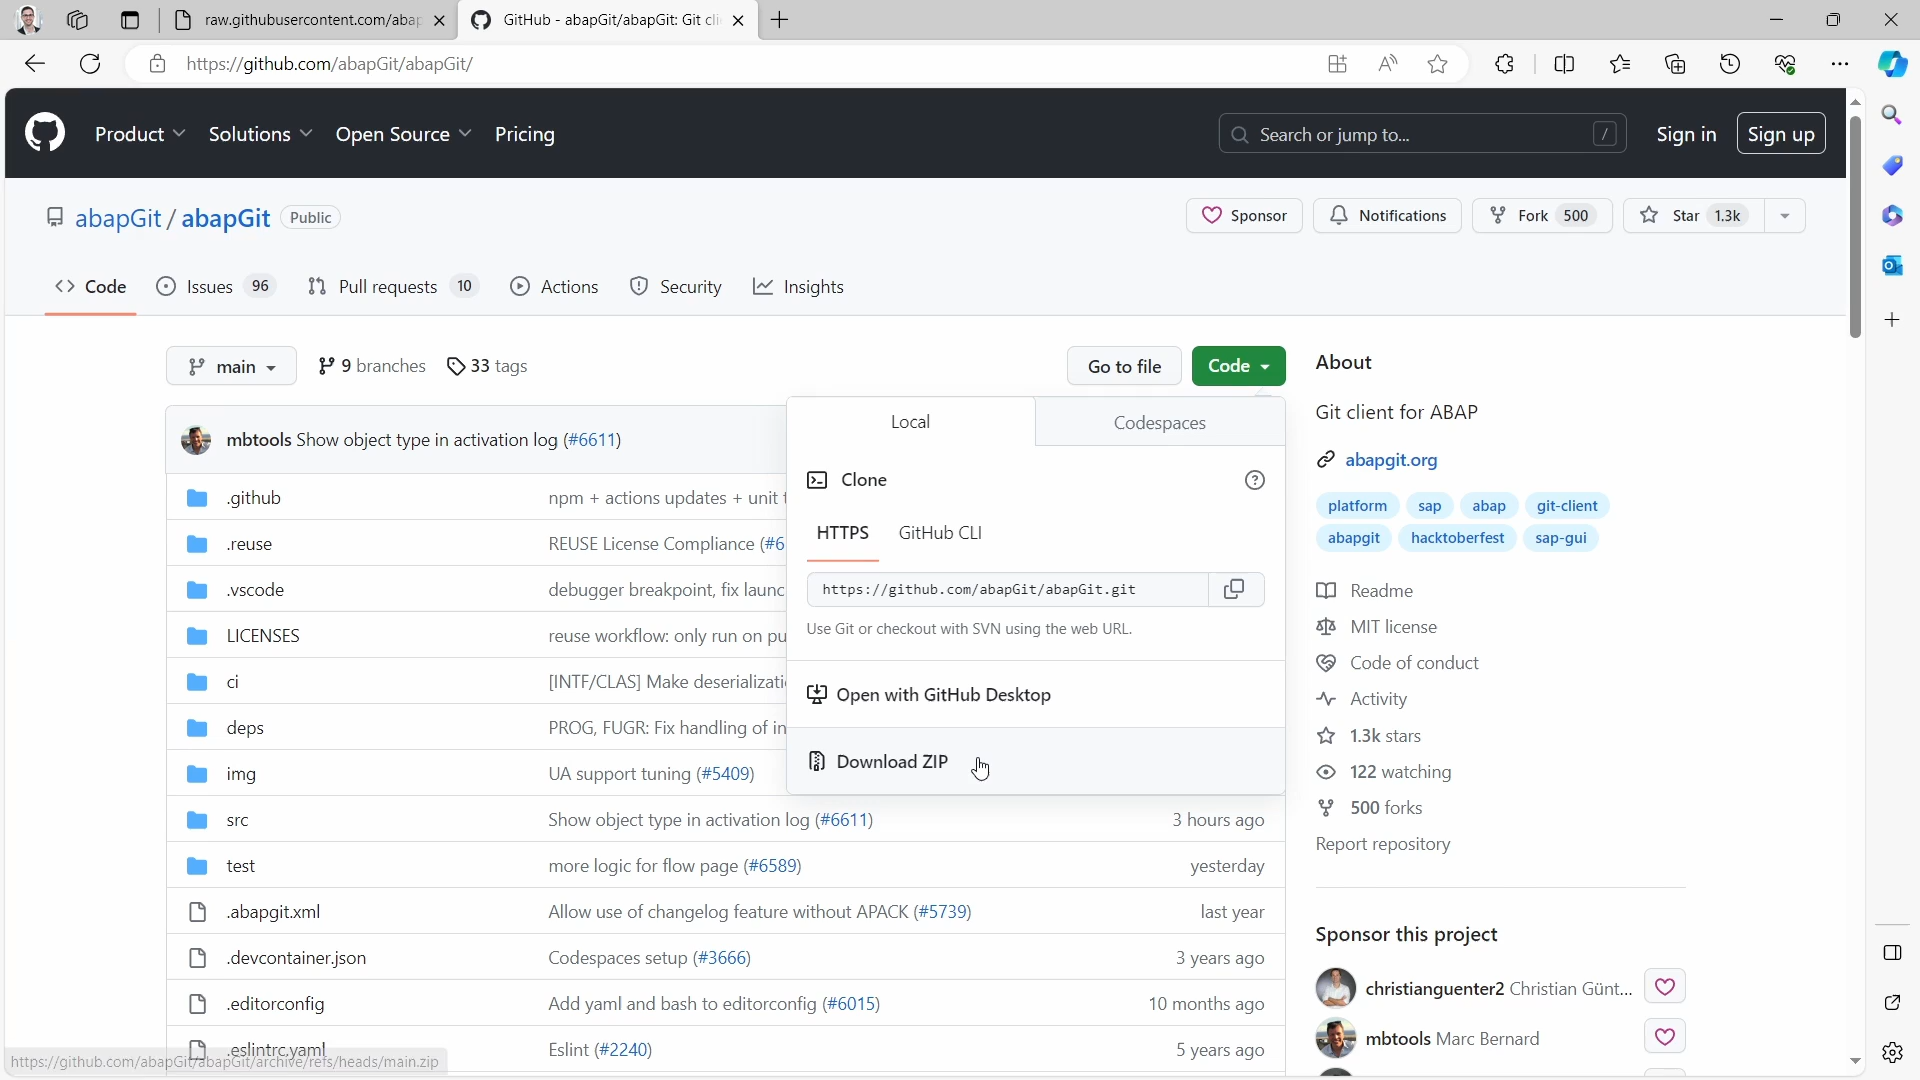 raw.githubusercontent.com/abap
GitHub - abapGit/abapGit: Git cli
https://github.com/abapGit/abapGit/
Product
Solutions
Open Source
Pricing
Search or jump to...
/
Sign in
Sign up
abapGit / abapGit
Public
Sponsor
Notifications
Fork 500
Star 1.3k
Code
Issues 96
Pull requests 10
Actions
Security
Insights
main
9 branches
33 tags
Go to file
Code
mbtools Show object type in activation log (#6611)
.github npm + actions updates + unit
.reuse REUSE License Compliance (#6
.vscode debugger breakpoint, fix launc
LICENSES reuse workflow: only run on pu
ci [INTF/CLAS] Make deserializati
deps PROG, FUGR: Fix handling of in
img UA support tuning (#5409)
src Show object type in activation log (#6611) 3 hours ago
test more logic for flow page (#6589) yesterday
.abapgit.xml Allow use of changelog feature without APACK (#5739) last year
.devcontainer.json Codespaces setup (#3666) 3 years ago
.editorconfig Add yaml and bash to editorconfig (#6015) 10 months ago
.eslintrc.yaml Eslint (#2240) 5 years ago
Local
Codespaces
Clone
HTTPS
GitHub CLI
https://github.com/abapGit/abapGit.git
Use Git or checkout with SVN using the web URL.
Open with GitHub Desktop
Download ZIP
About
Git client for ABAP
abapgit.org
platform sap abap git-client
abapgit hacktoberfest sap-gui
Readme
MIT license
Code of conduct
Activity
1.3k stars
122 watching
500 forks
Report repository
Sponsor this project
christianguenter2 Christian Günt...
mbtools Marc Bernard
https://github.com/abapGit/abapGit/archive/refs/heads/main.zip